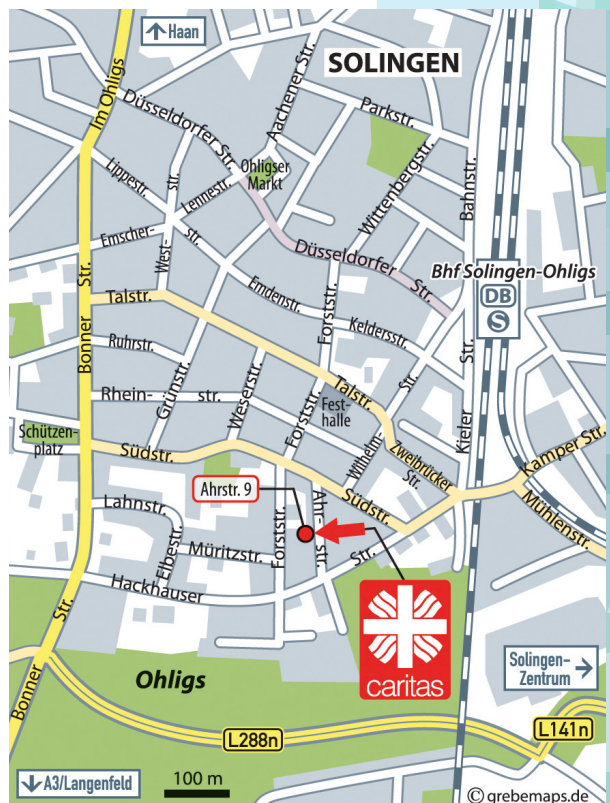 Haan
SOLINGEN
Im Ohligs
Düsseldorfer Str.
Aachener Str.
Parkstr.
Lippestr.
str.
Lennestr.
Ohligser
Markt
Wittenbergstr.
Bahnstr.
Emscher-
West-
str.
Düsseldorfer
Str.
Bhf Solingen-Ohligs
DB
S
Bonner
Str.
Talstr.
Emdenstr.
Forststr.
Keldersstr.
Str.
Ruhrstr.
Grünstr.
Weserstr.
Rhein-
str.
Fest-
halle
Talstr.
Str.
Kieler
Schützen-
platz
Südstr.
Forststr.
Wilhelm-
Zweibrücker
Str.
Kamper Str.
Mühlenstr.
Ahrstr. 9
Ahr-
str.
Südstr.
Lahnstr.
Elbestr.
Müritzstr.
Forststr.
Hackhauser
Str.
caritas
Ohligs
Bonner
Str.
Solingen-
Zentrum
L288n
L141n
A3/Langenfeld
100 m
© grebemaps.de